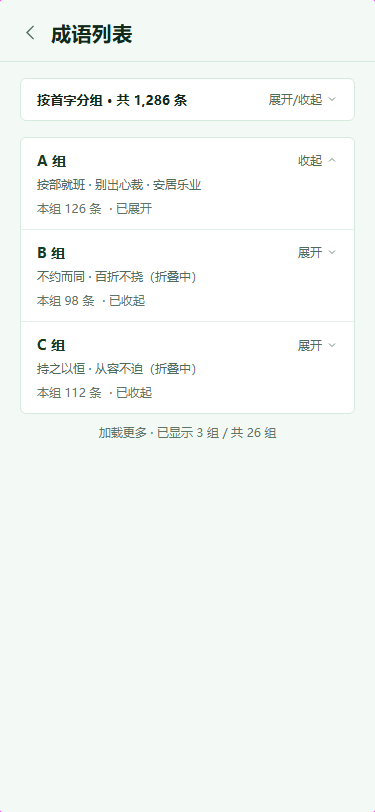 成语列表
按首字分组 • 共 1,286 条 展开/收起
A 组 收起
按部就班 · 别出心裁 · 安居乐业
本组 126 条 · 已展开
B 组 展开
不约而同 · 百折不挠（折叠中）
本组 98 条 · 已收起
C 组 展开
持之以恒 · 从容不迫（折叠中）
本组 112 条 · 已收起
加载更多 · 已显示 3 组 / 共 26 组